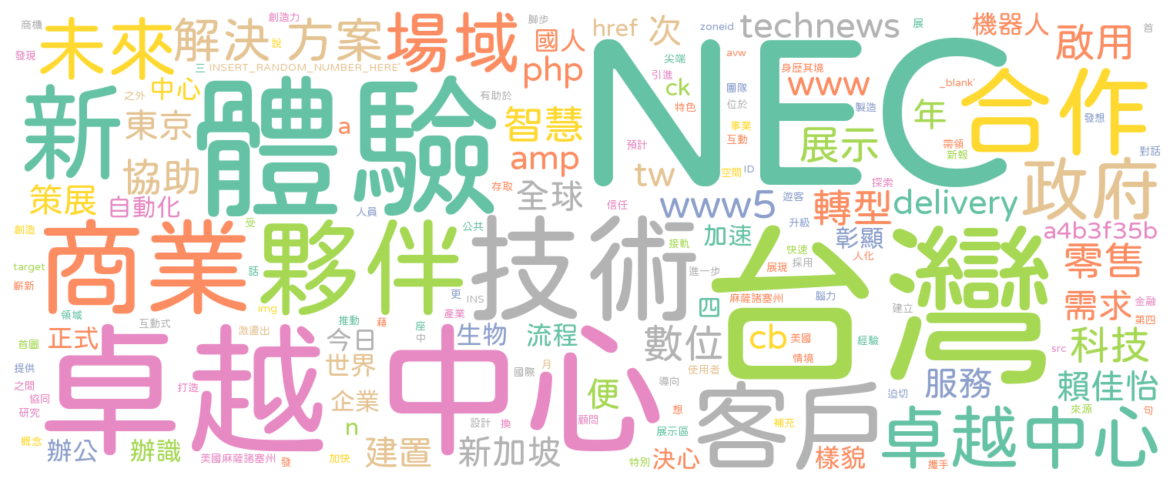 商機
創造力
腳步
href
次
zoneid
technews
機器人
展
首
未來
解決
說
方案
場域
國人
NEC
avw
啟用
發現
三
INSERT_RANDOM_NUMBER_HERE'
php
尖端
身歷其境
www
_blank'
中心
引進
ck
團隊
合作
新
之外
體驗
有助於
智慧
特色
位於
製造
年
發想
東京
a
事業
互動
展示
帶領
新報
對話
amp
預計
協助
tw
空間
ID
探索
政府
策展
自動化
存取
全球
信任
www5
遊客
轉型
delivery
人員
升級
創造
商業
受
夥伴
公共
技術
接軌
加速
台灣
快速
彰顯
人化
a4b3f35b
target
話
更
進一步
展現
採用
零售
嶄新
img
INS
麻薩諸塞州
腦力
需求
金融
領域
互動式
推動
藉
產業
四
建立
第四
正式
激盪出
座
中
生物
流程
數位
cb
美國
經驗
科技
首圈
卓越中心
今日
情境
src
提供
世界
國際
月
使用者
迫切
服務
賴佳怡
之間
打造
導向
客戶
協同
企業
便
想
來源
研究
n
設計
換
顧問
補充
卓越中心
句
概念
辦公
辦識
建置
新加坡
展示區
美國麻薩諸塞州
發
加快
特別
決心
樣貌
攜手